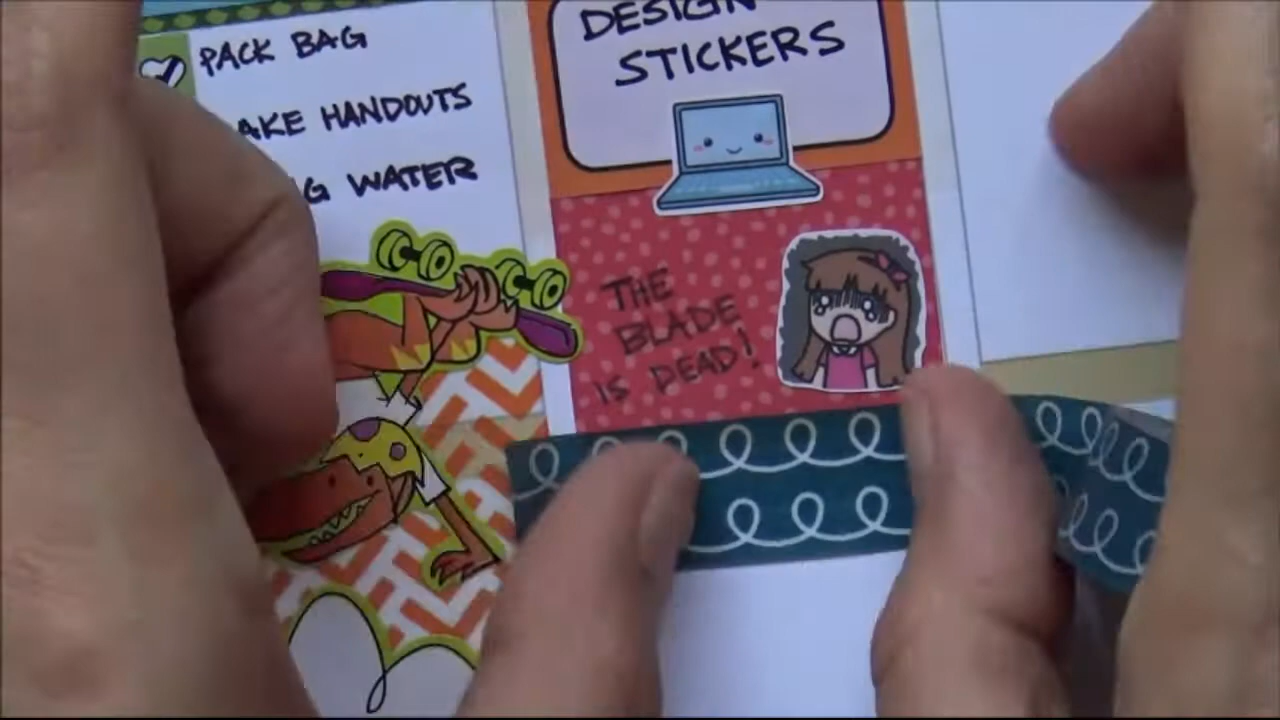 PACK BAG
AKE HANDOUTS
G WATER
DESIGN
STICKERS
THE
BLADE
IS DEAD!